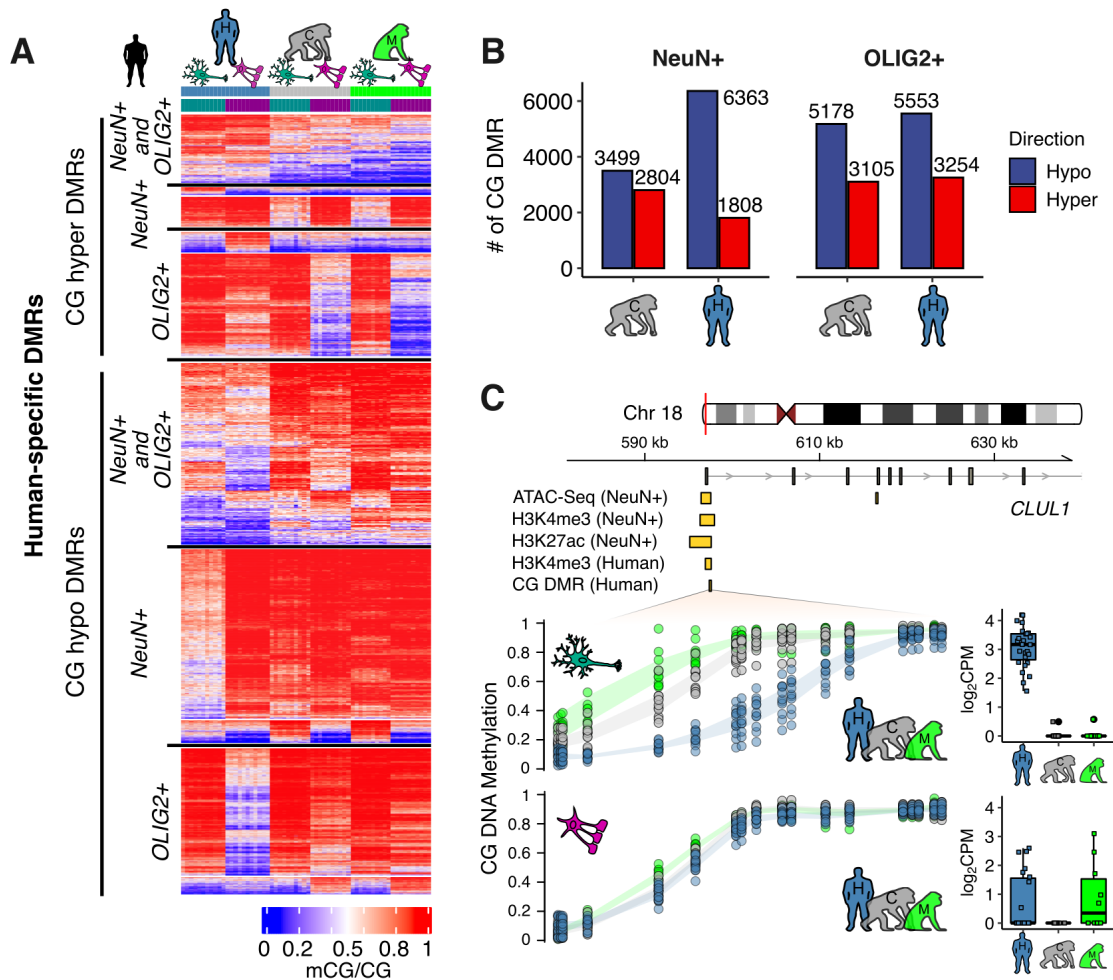 A
H
C
M
Human-specific DMRs
CG hyper DMRs
CG hypo DMRs
NeuN+
and
OLIG2+
NeuN+
OLIG2+
NeuN+
and
OLIG2+
NeuN+
OLIG2+
0 0.2 0.5 0.8 1
mCG/CG
B
NeuN+ OLIG2+
# of CG DMR
6000
4000
2000
0
3499
2804
6363
1808
5178
3105
5553
3254
C H C H
Direction
Hypo
Hyper
C
Chr 18
590 kb 610 kb 630 kb
CLUL1
ATAC-Seq (NeuN+)
H3K4me3 (NeuN+)
H3K27ac (NeuN+)
H3K4me3 (Human)
CG DMR (Human)
CG DNA Methylation
1
0.8
0.6
0.4
0.2
0
H C M
log2CPM
4
3
2
1
0
H C M
1
0.8
0.6
0.4
0.2
0
H C M
log2CPM
4
3
2
1
0
H C M